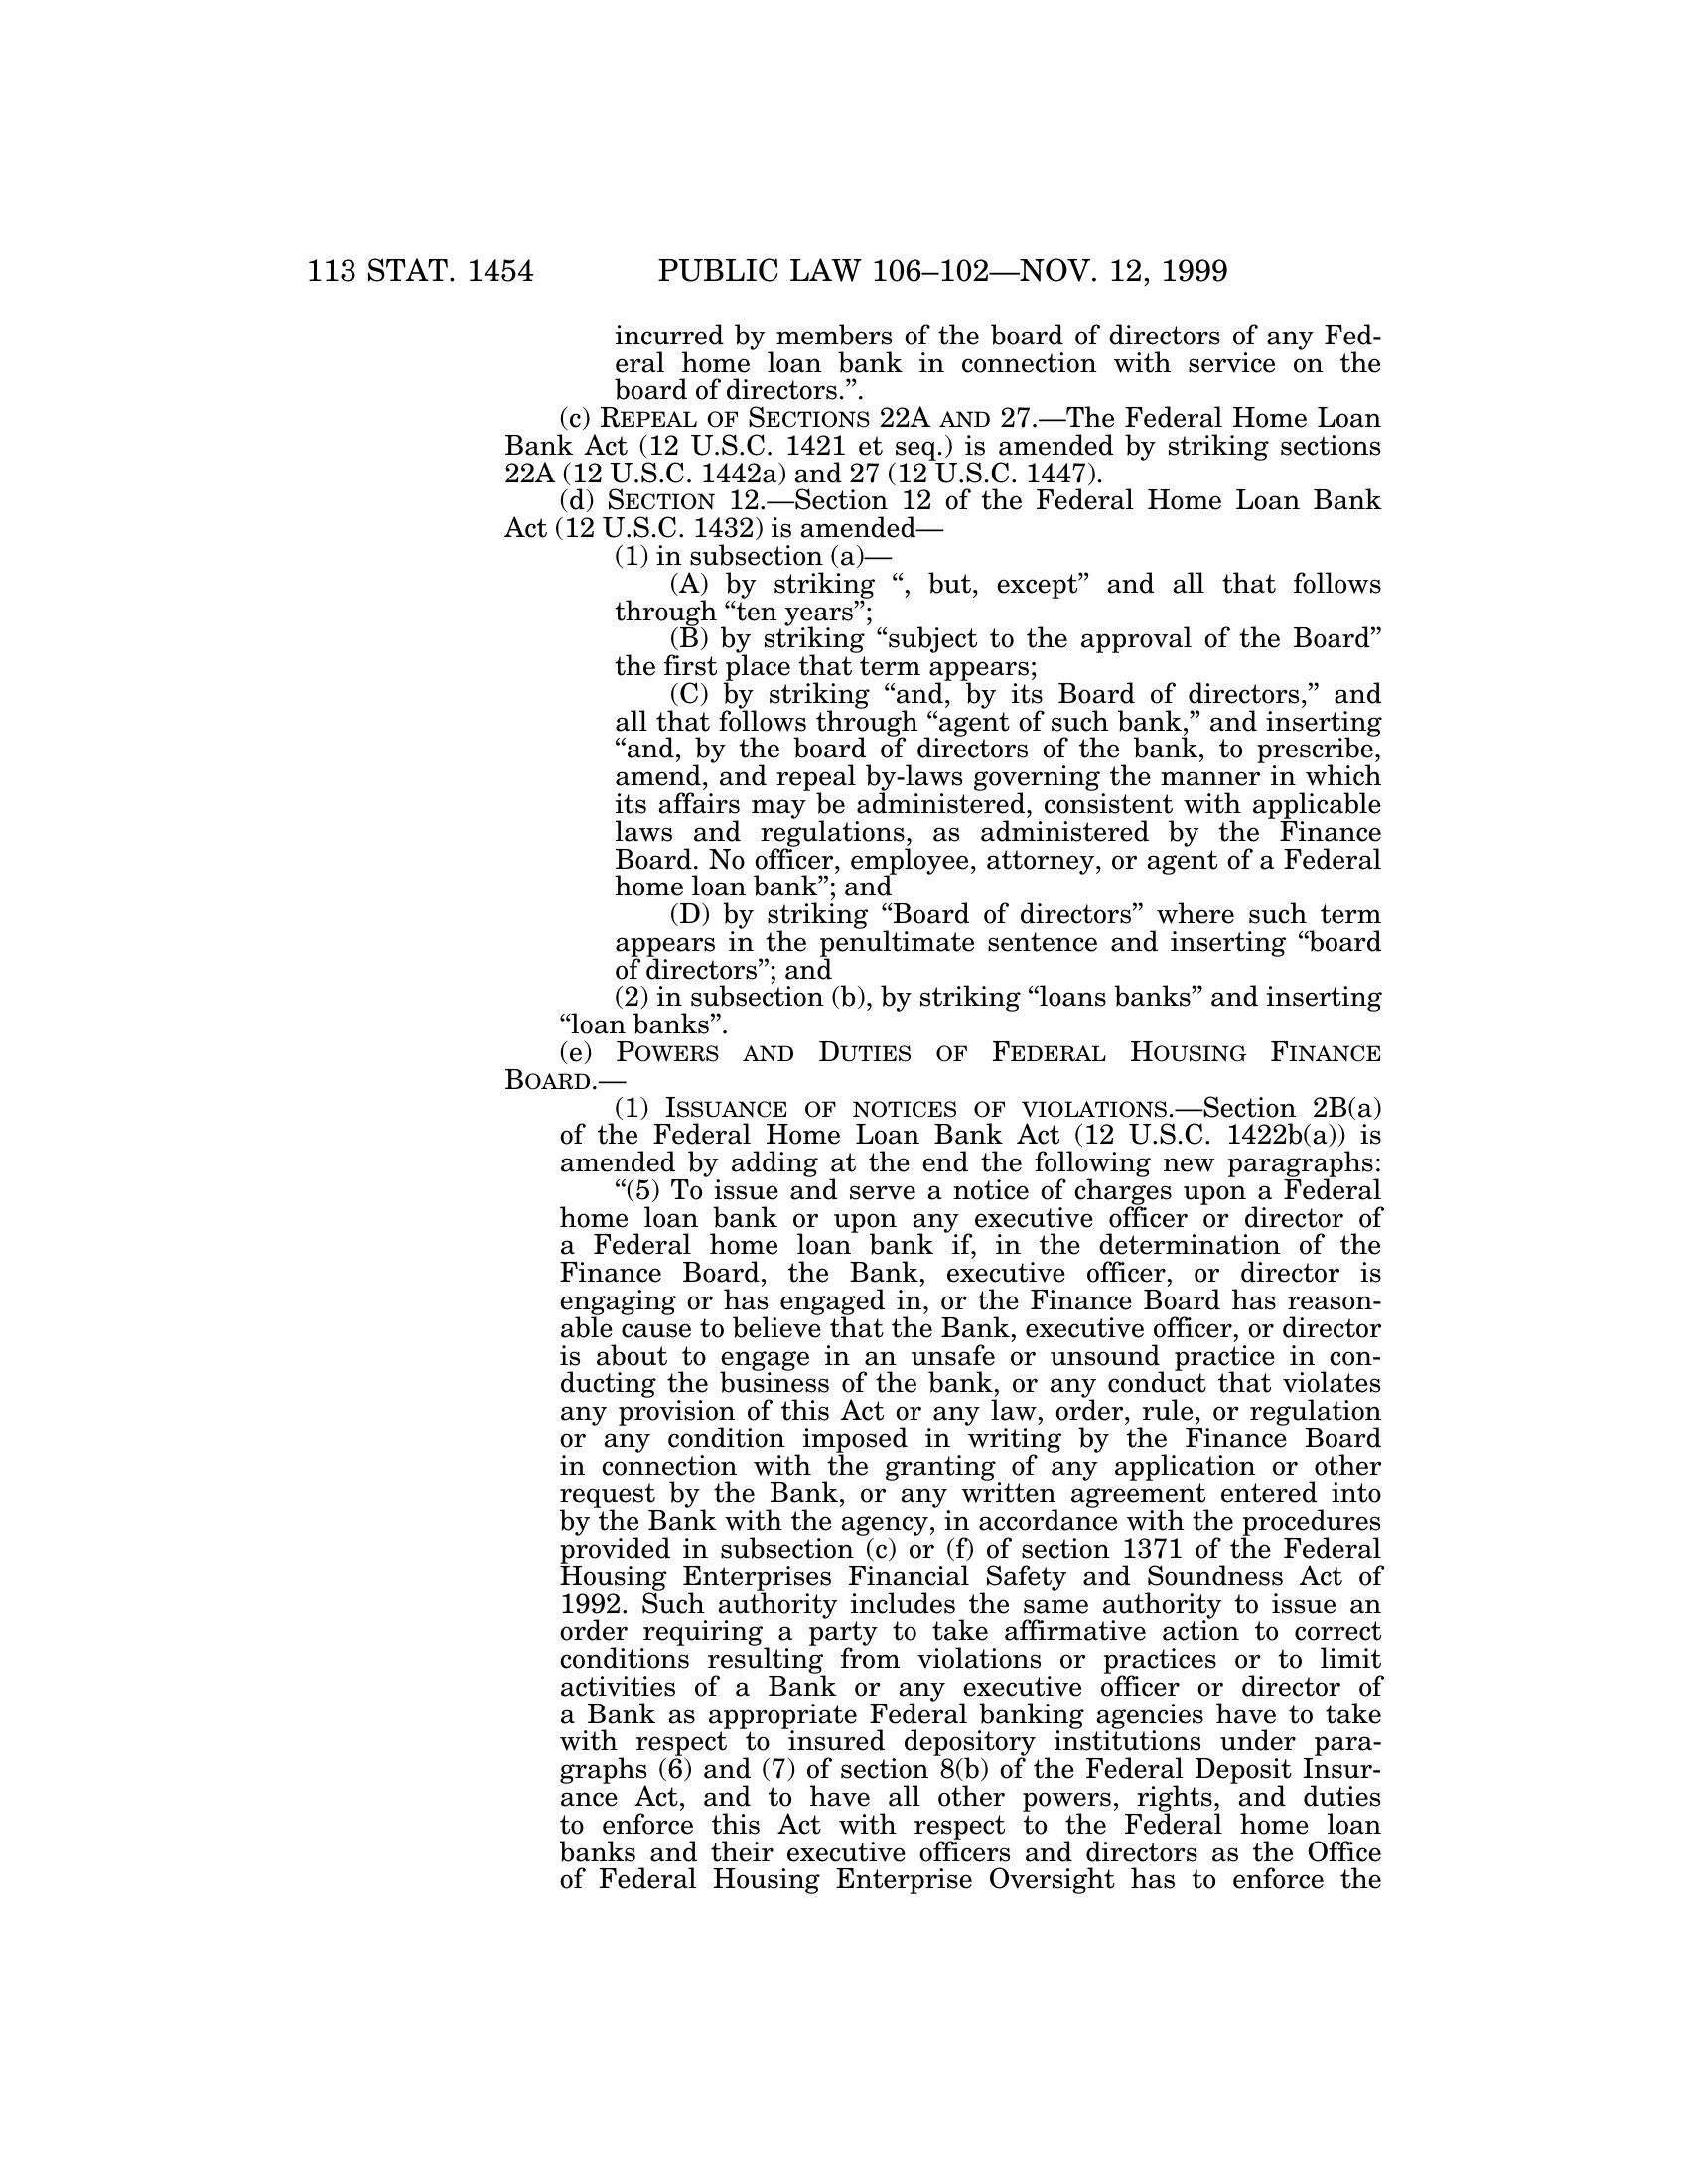 113 STAT. 1454 PUBLIC LAW 106–102—NOV. 12, 1999
incurred by members of the board of directors of any Fed-
eral home loan bank in connection with service on the
board of directors.”.
(c) REPEAL OF SECTIONS 22A AND 27.—The Federal Home Loan
Bank Act (12 U.S.C. 1421 et seq.) is amended by striking sections
22A (12 U.S.C. 1442a) and 27 (12 U.S.C. 1447).
(d) SECTION 12.—Section 12 of the Federal Home Loan Bank
Act (12 U.S.C. 1432) is amended—
(1) in subsection (a)—
(A) by striking “, but, except” and all that follows
through “ten years”;
(B) by striking “subject to the approval of the Board”
the first place that term appears;
(C) by striking “and, by its Board of directors,” and
all that follows through “agent of such bank,” and inserting
“and, by the board of directors of the bank, to prescribe,
amend, and repeal by-laws governing the manner in which
its affairs may be administered, consistent with applicable
laws and regulations, as administered by the Finance
Board. No officer, employee, attorney, or agent of a Federal
home loan bank”; and
(D) by striking “Board of directors” where such term
appears in the penultimate sentence and inserting “board
of directors”; and
(2) in subsection (b), by striking “loans banks” and inserting
“loan banks”.
(e) POWERS AND DUTIES OF FEDERAL HOUSING FINANCE
BOARD.—
(1) ISSUANCE OF NOTICES OF VIOLATIONS.—Section 2B(a)
of the Federal Home Loan Bank Act (12 U.S.C. 1422b(a)) is
amended by adding at the end the following new paragraphs:
“(5) To issue and serve a notice of charges upon a Federal
home loan bank or upon any executive officer or director of
a Federal home loan bank if, in the determination of the
Finance Board, the Bank, executive officer, or director is
engaging or has engaged in, or the Finance Board has reason-
able cause to believe that the Bank, executive officer, or director
is about to engage in an unsafe or unsound practice in con-
ducting the business of the bank, or any conduct that violates
any provision of this Act or any law, order, rule, or regulation
or any condition imposed in writing by the Finance Board
in connection with the granting of any application or other
request by the Bank, or any written agreement entered into
by the Bank with the agency, in accordance with the procedures
provided in subsection (c) or (f) of section 1371 of the Federal
Housing Enterprises Financial Safety and Soundness Act of
1992. Such authority includes the same authority to issue an
order requiring a party to take affirmative action to correct
conditions resulting from violations or practices or to limit
activities of a Bank or any executive officer or director of
a Bank as appropriate Federal banking agencies have to take
with respect to insured depository institutions under para-
graphs (6) and (7) of section 8(b) of the Federal Deposit Insur-
ance Act, and to have all other powers, rights, and duties
to enforce this Act with respect to the Federal home loan
banks and their executive officers and directors as the Office
of Federal Housing Enterprise Oversight has to enforce the